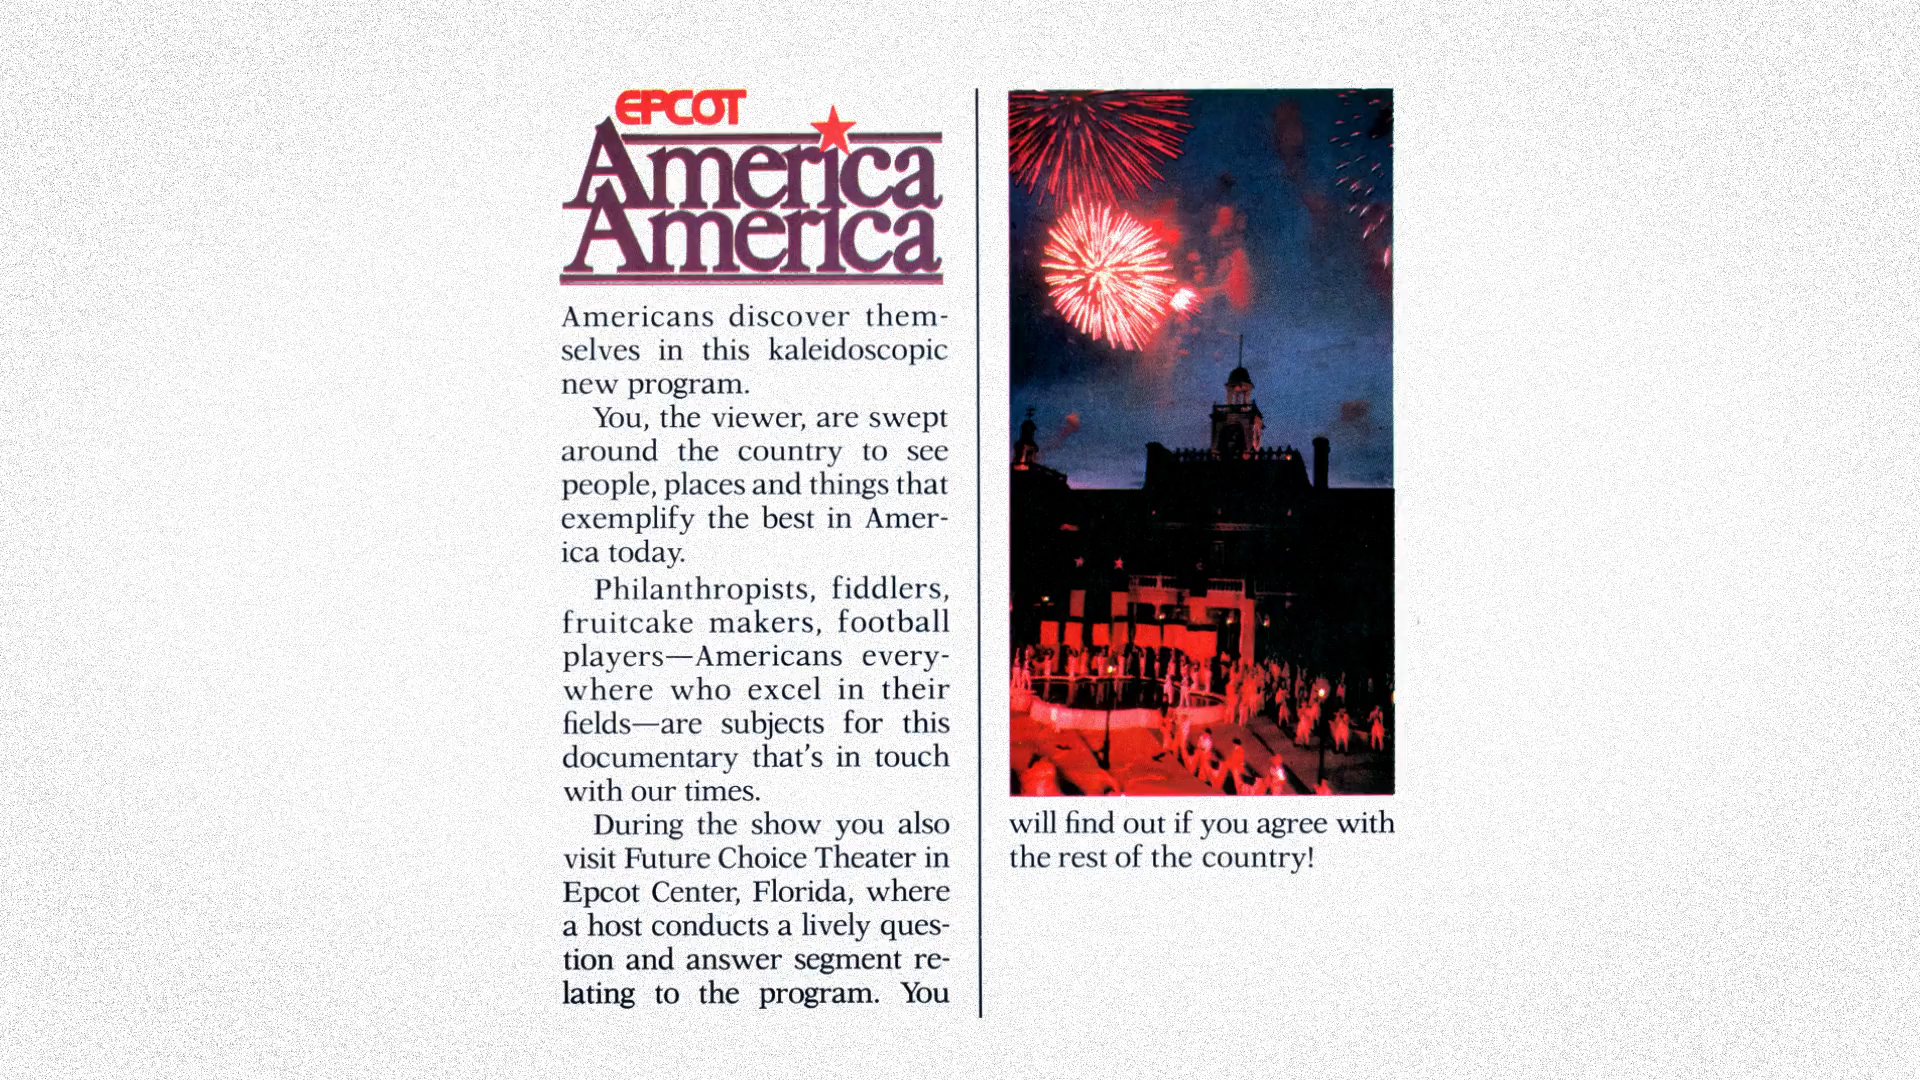 EPCOT
America
America
Americans discover them-
selves in this kaleidoscopic
new program.
You, the viewer, are swept
around the country to see
people, places and things that
exemplify the best in Amer-
ica today.
Philanthropists, fiddlers,
fruitcake makers, football
players—Americans every-
where who excel in their
fields—are subjects for this
documentary that's in touch
with our times.
During the show you also
visit Future Choice Theater in
Epcot Center, Florida, where
a host conducts a lively ques-
tion and answer segment re-
lating to the program. You
will find out if you agree with
the rest of the country!